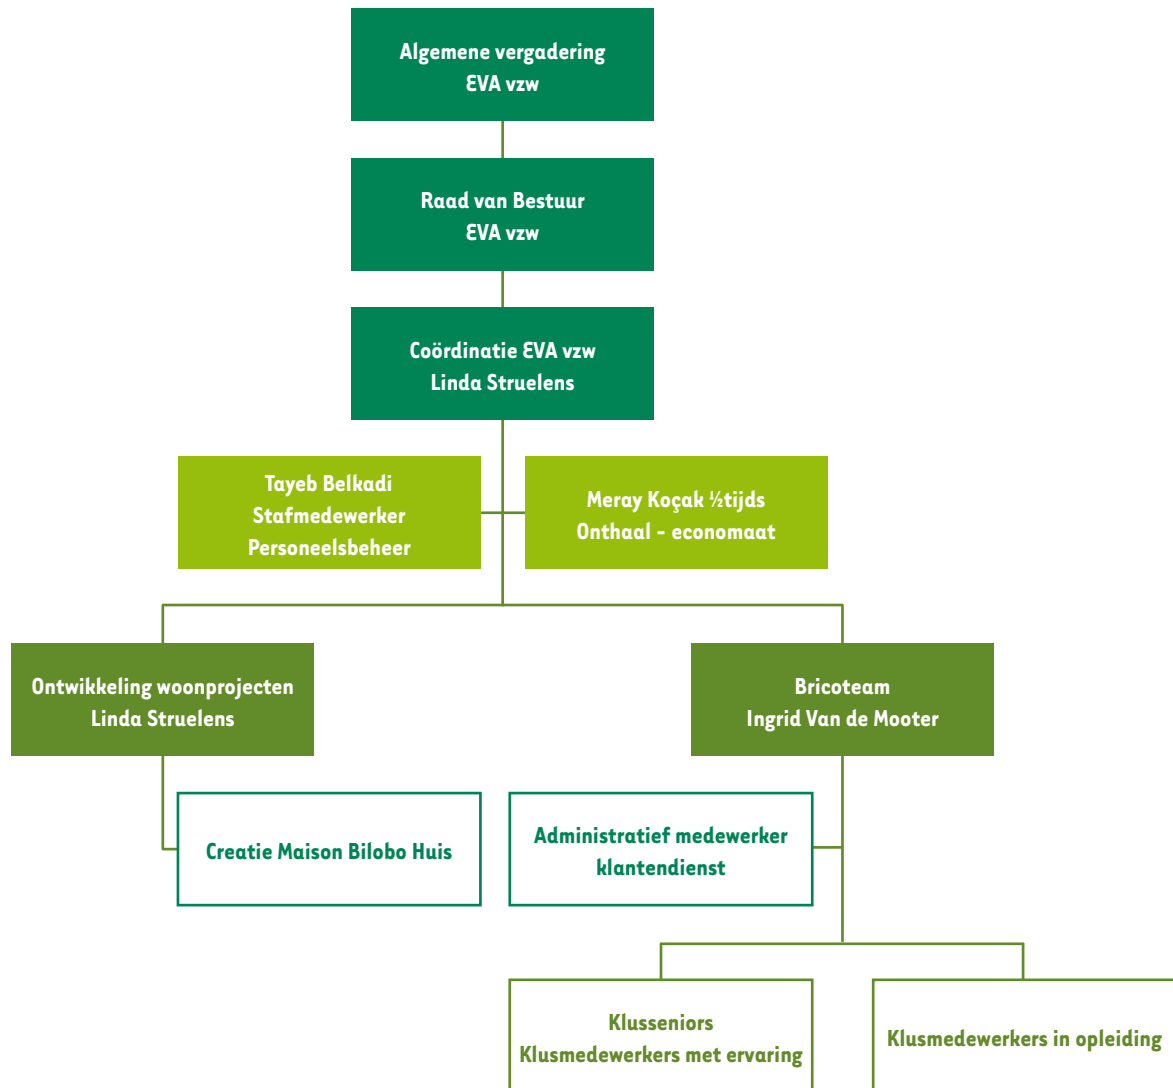 Algemene vergadering
EVA vzw
Raad van Bestuur
EVA vzw
Coördinatie EVA vzw
Linda Struelens
Tayeb Belkadi
Stafmedewerker
Personeelsbeheer
Meray Koçak ½tijds
Onthaal - economaat
Ontwikkeling woonprojecten
Linda Struelens
Bricoteam
Ingrid Van de Mooter
Creatie Maison Bilobo Huis
Administratief medewerker
klantendienst
Klusseniors
Klusmedewerkers met ervaring
Klusmedewerkers in opleiding